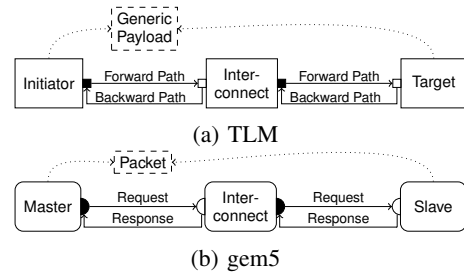 Generic
Payload
Initiator
Forward Path
Backward Path
Inter-
connect
Forward Path
Backward Path
Target
(a) TLM
Packet
Master
Request
Response
Inter-
connect
Request
Response
Slave
(b) gem5